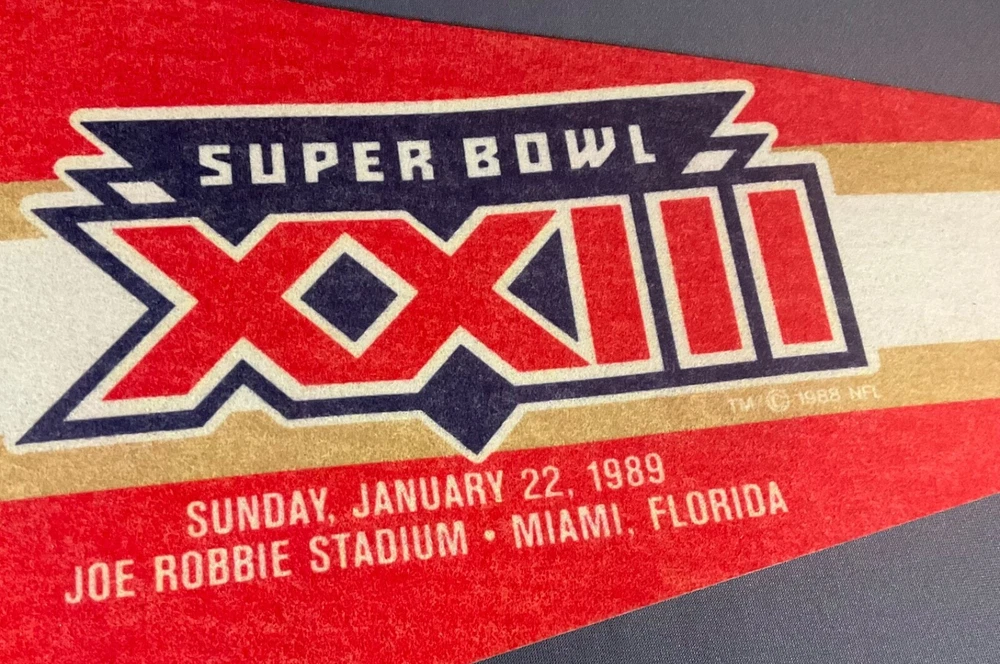 SUPER BOWL
XXIII
TM/© 1988 NFL
SUNDAY, JANUARY 22, 1989
JOE ROBBIE STADIUM • MIAMI, FLORIDA